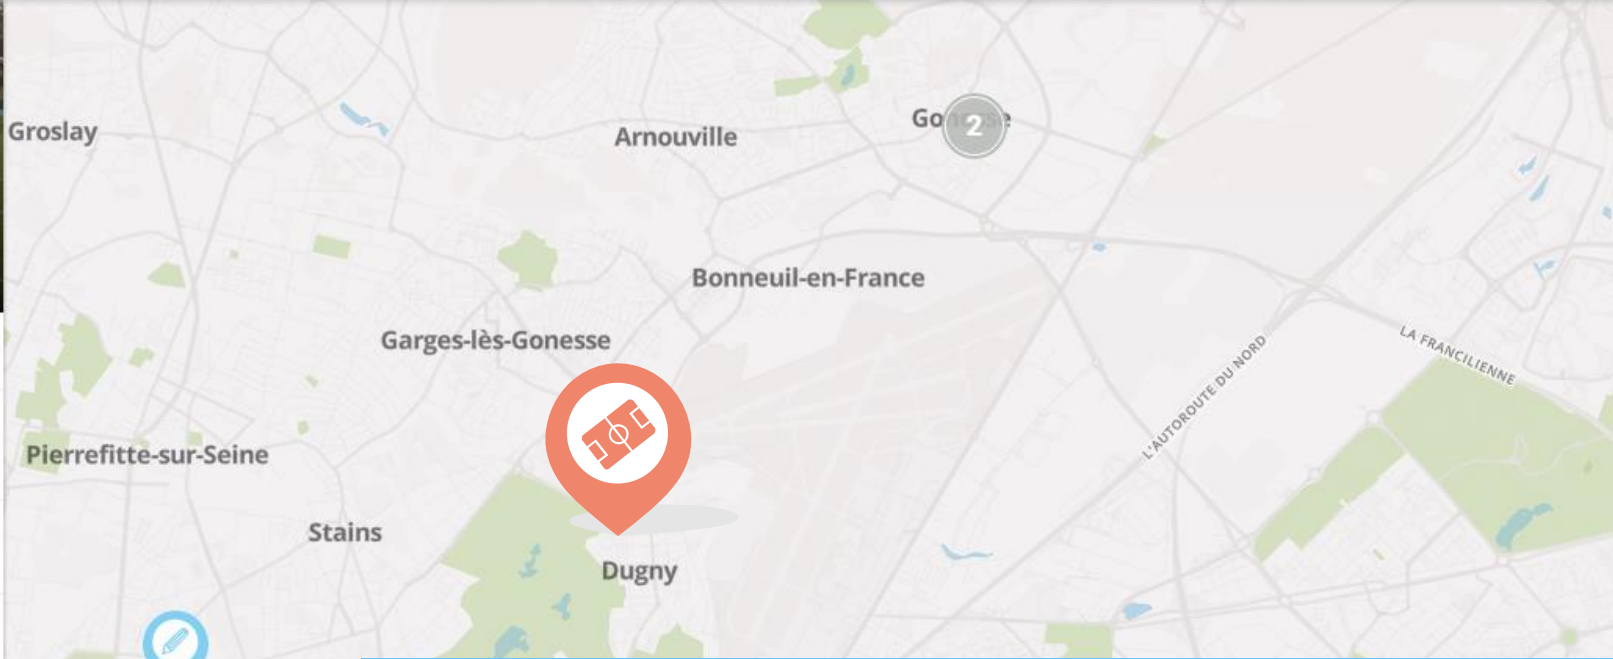 Groslay
Arnouville
2
Bonneuil-en-France
Garges-lès-Gonesse
LA FRANCILIENNE
L'AUTOROUTE DU NORD
Pierrefitte-sur-Seine
Stains
Dugny